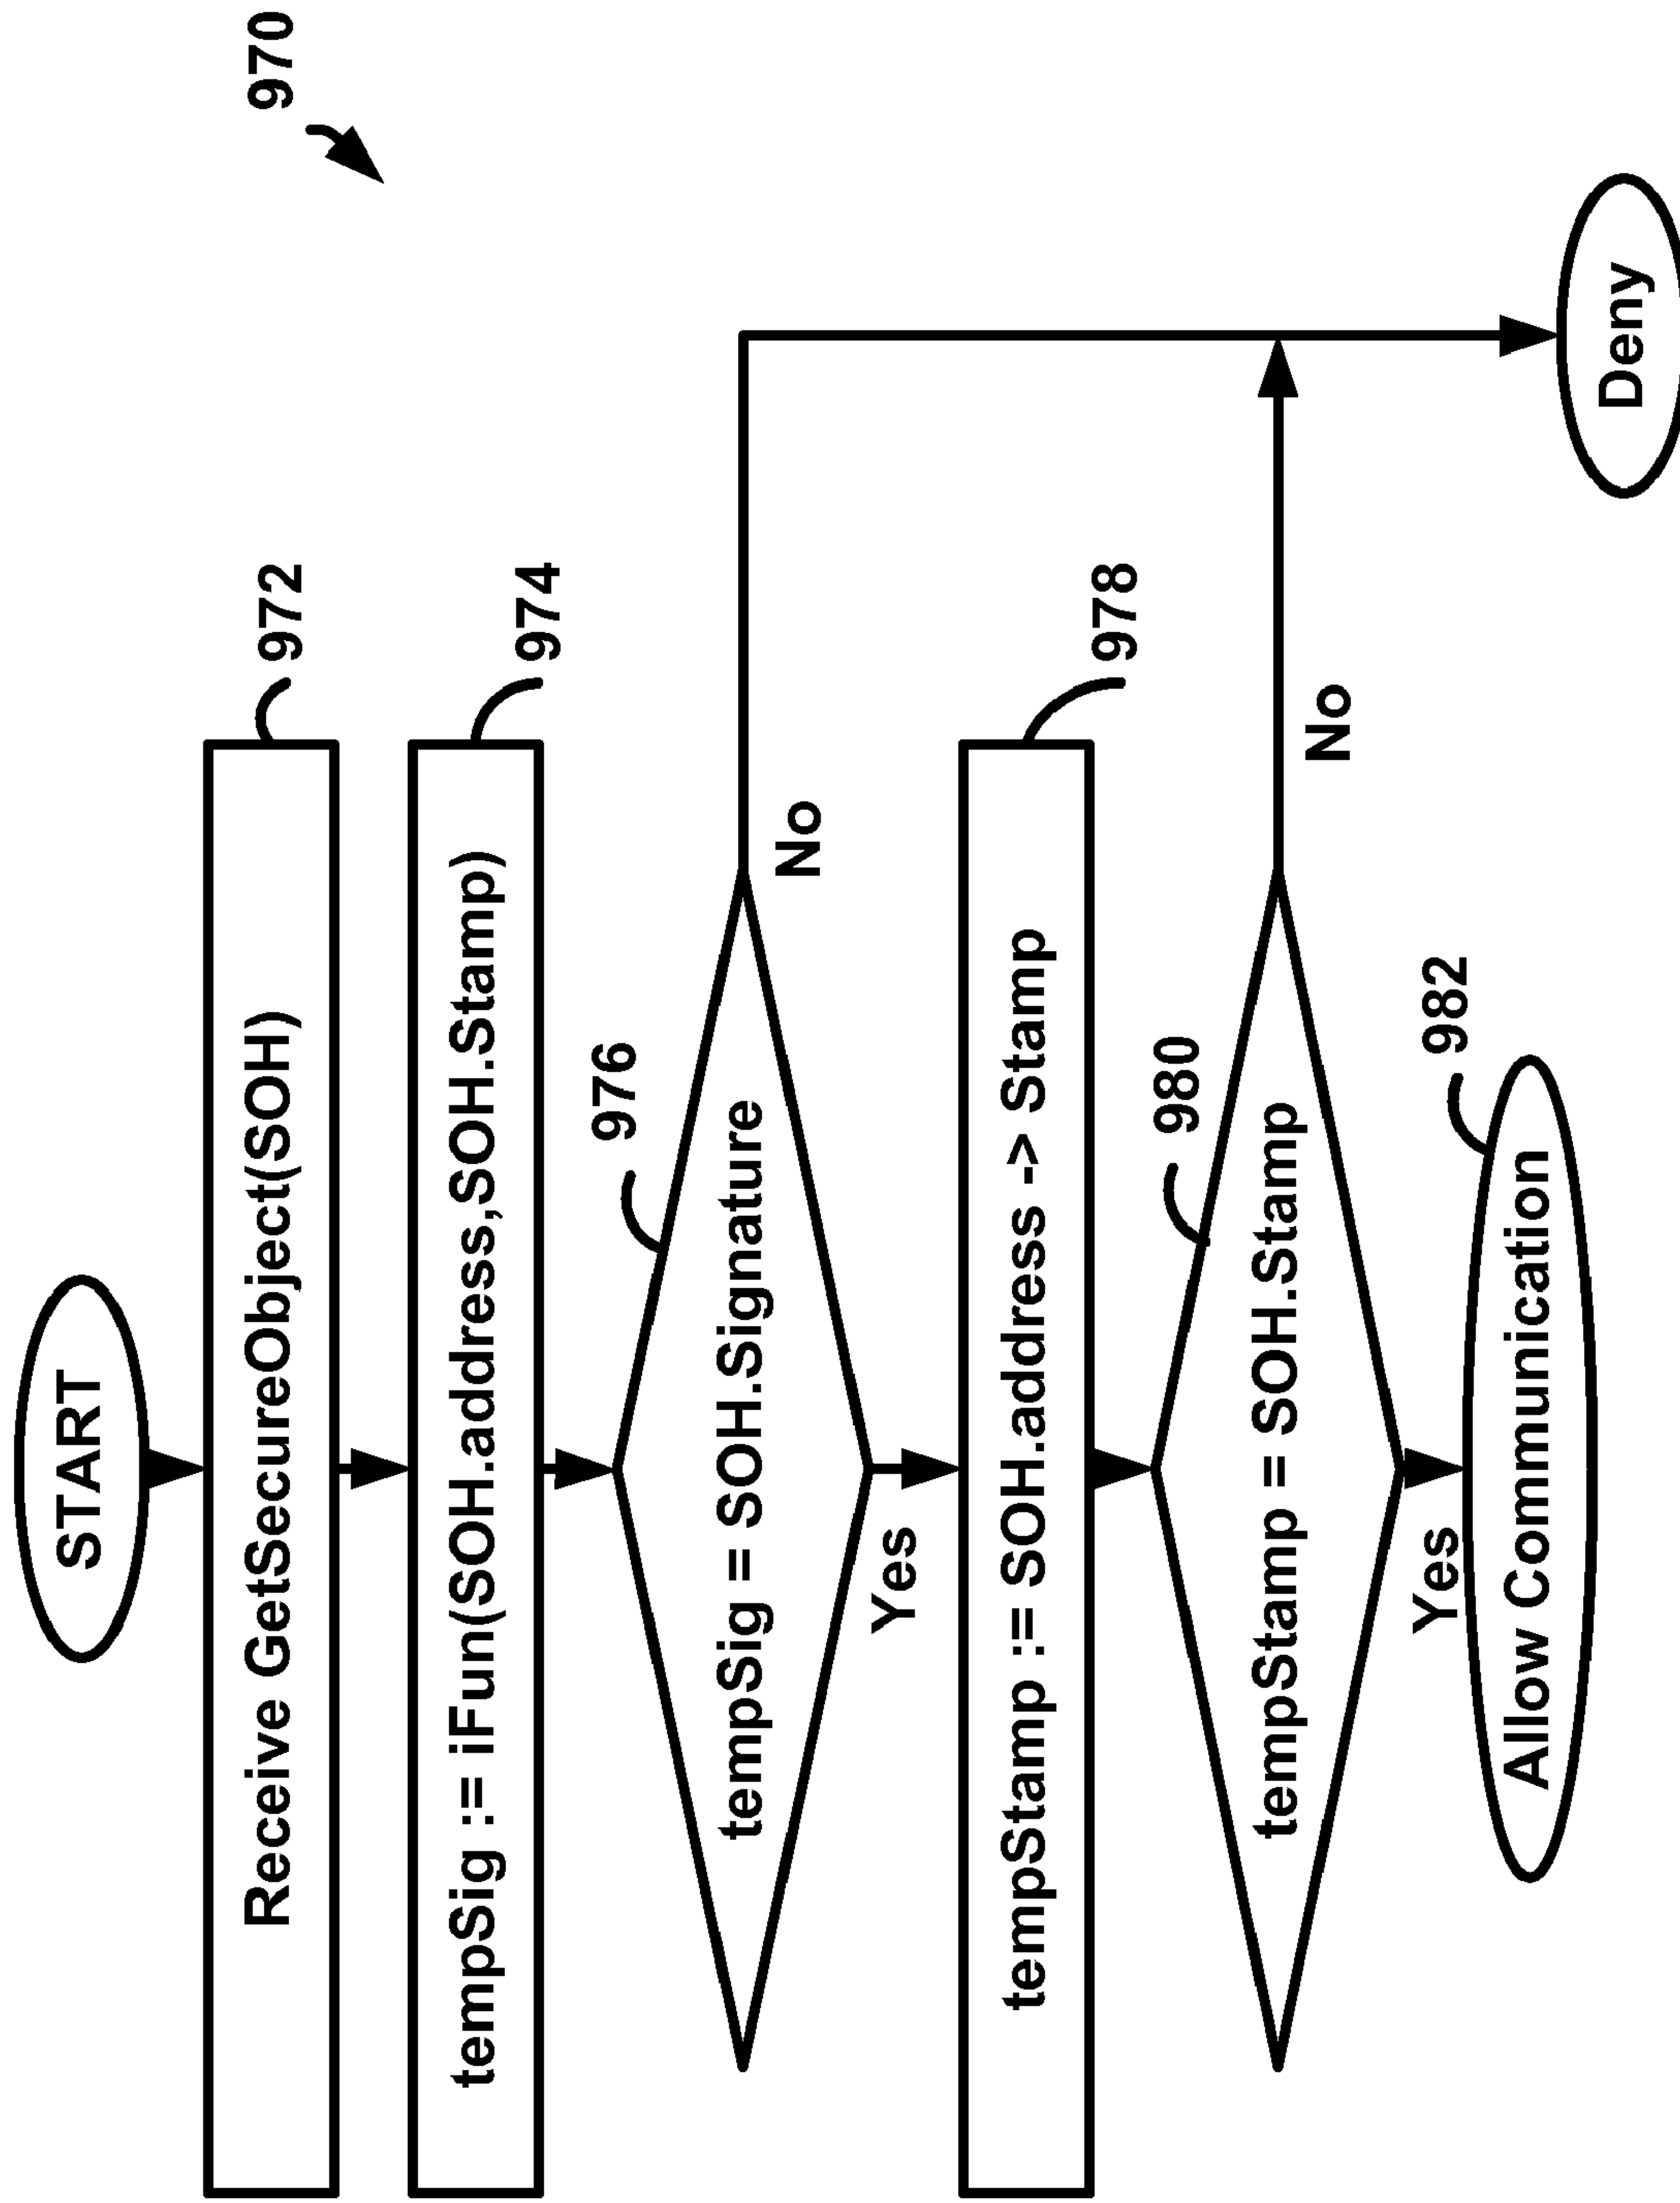 970
START
Receive GetSecureObject(SOH)
972
tempSig := iFun(SOH.address,SOH.Stamp)
974
976
tempSig = SOH.Signature
No
Yes
tempStamp := SOH.address -> Stamp
978
980
tempStamp = SOH.Stamp
No
Yes
982
Allow Communication
Deny